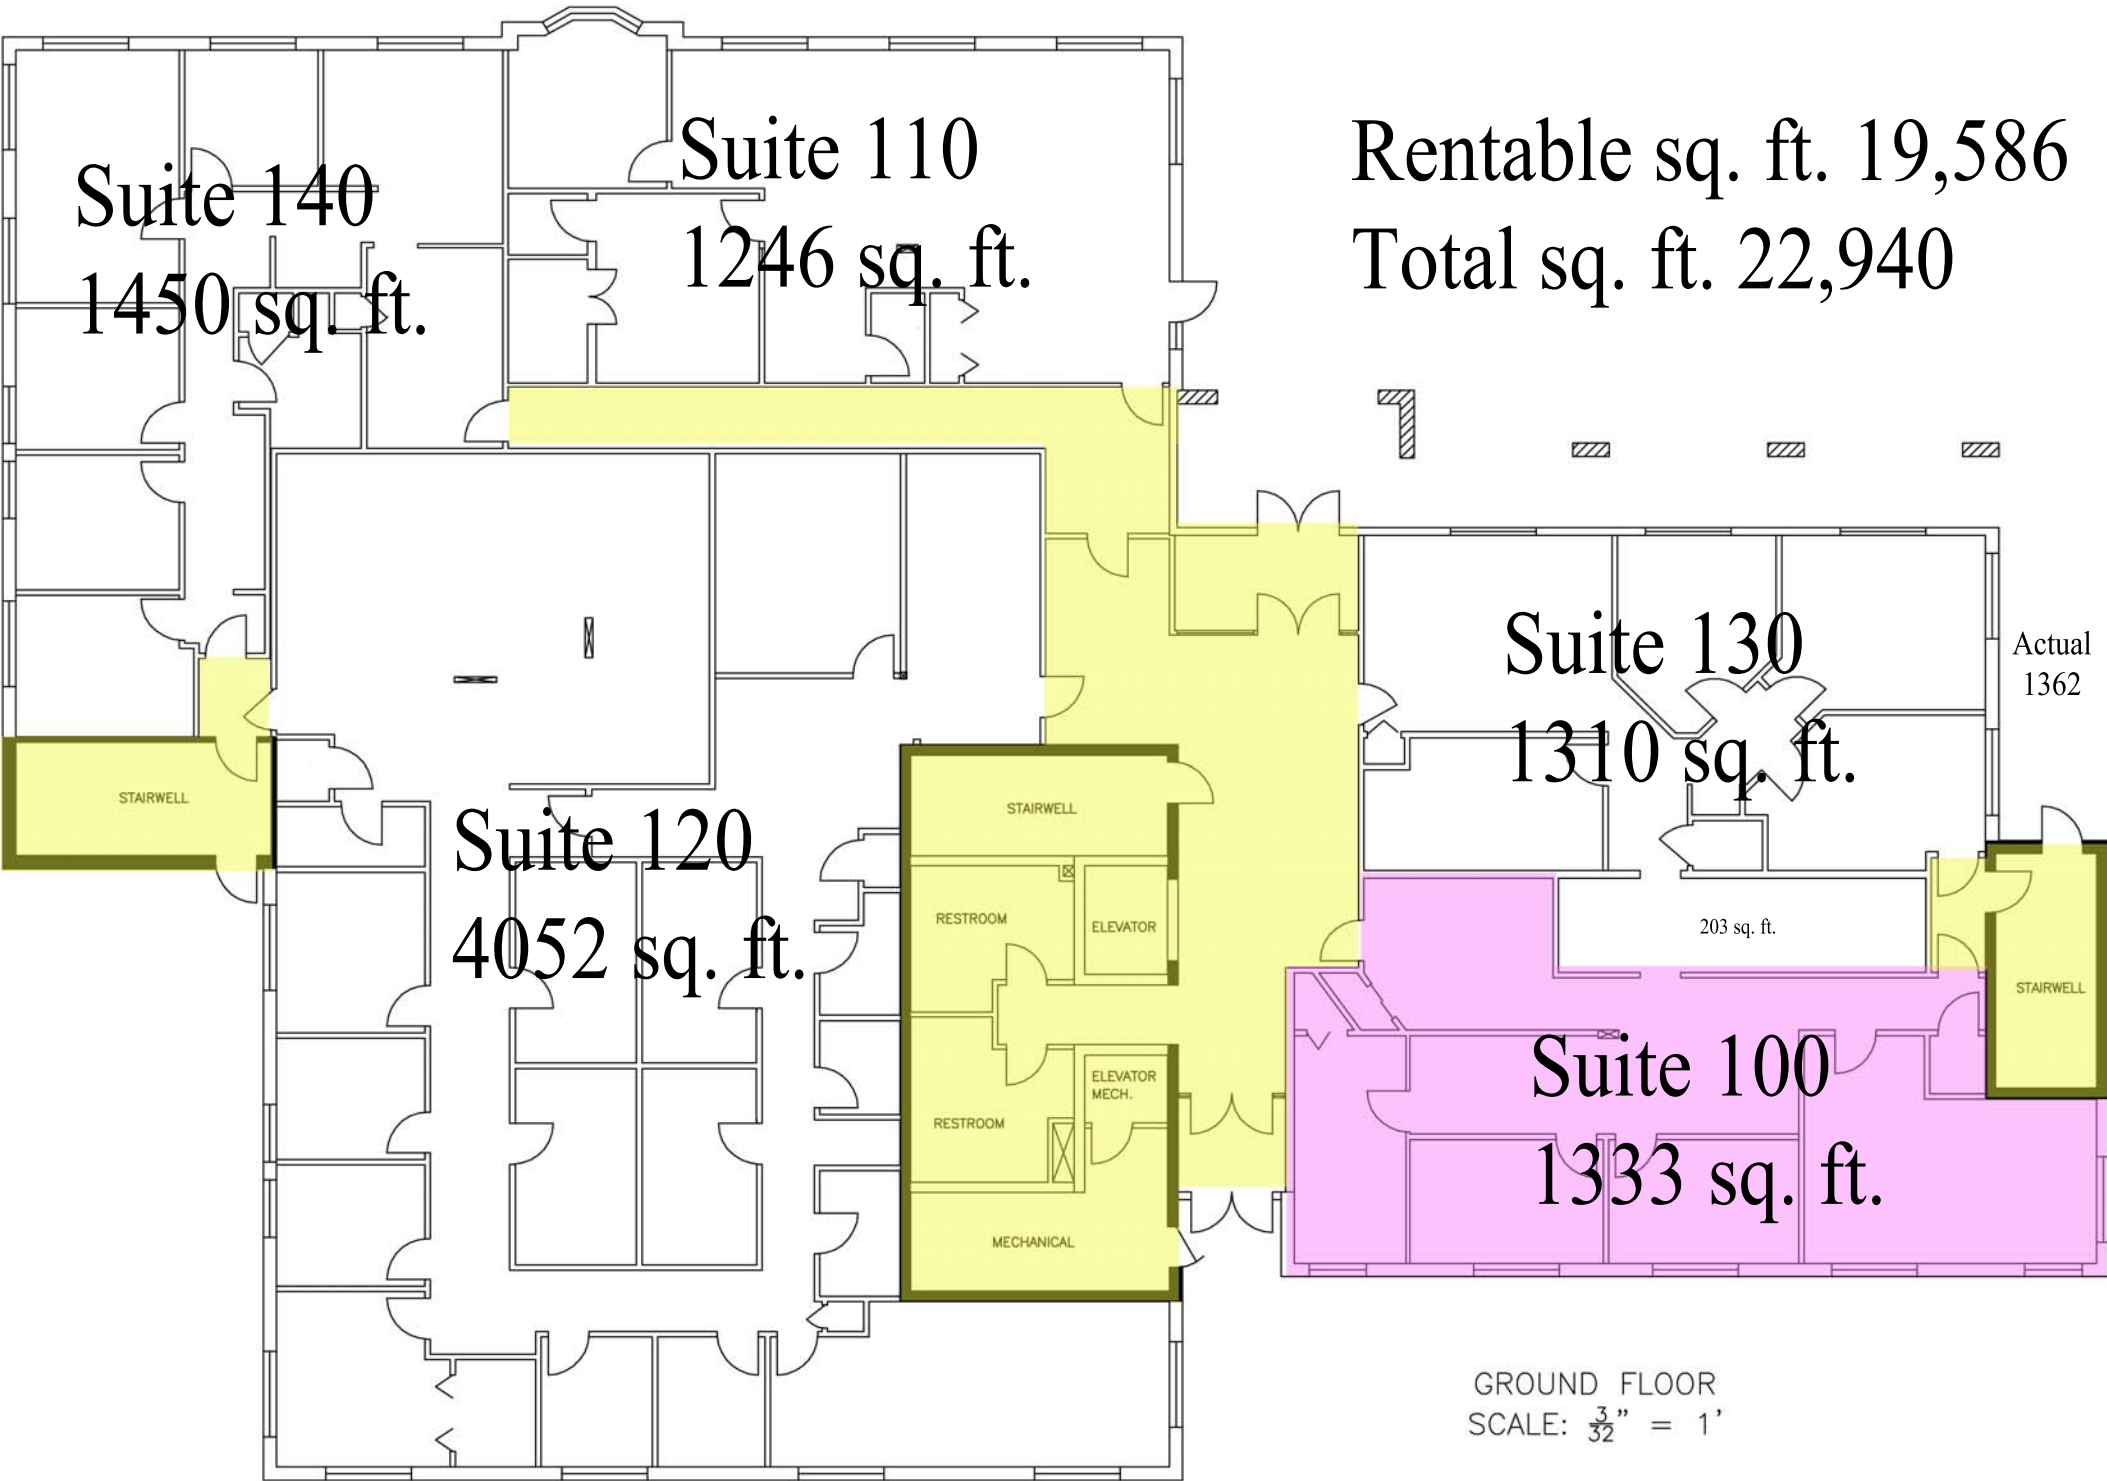 Suite 140
1450 sq. ft.
Suite 110
1246 sq. ft.
Rentable sq. ft. 19,586
Total sq. ft. 22,940
Suite 130
1310 sq. ft.
Actual
1362
STAIRWELL
Suite 120
4052 sq. ft.
STAIRWELL
RESTROOM
ELEVATOR
203 sq. ft.
STAIRWELL
ELEVATOR
MECH.
RESTROOM
MECHANICAL
Suite 100
1333 sq. ft.
GROUND FLOOR
SCALE: 3/32" = 1'